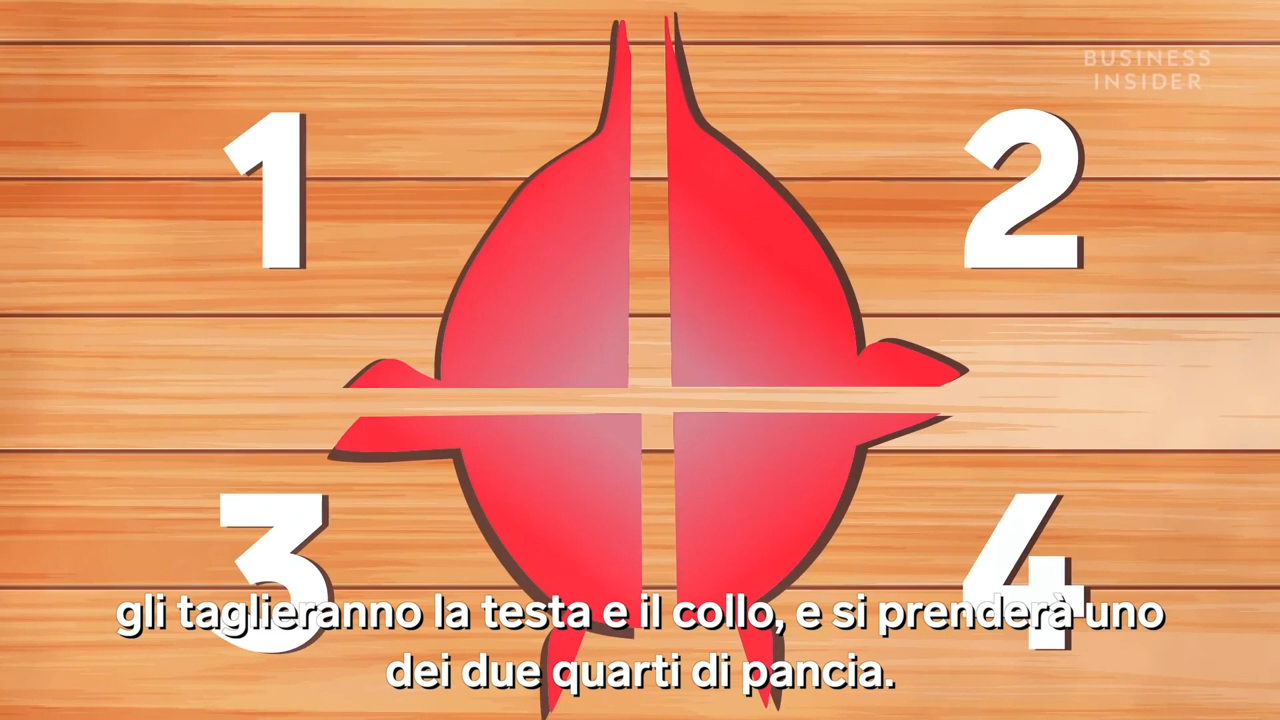 BUSINESS
INSIDER
1
2
3
4
gli taglieranno la testa e il collo, e si prenderà uno
dei due quarti di pancia.